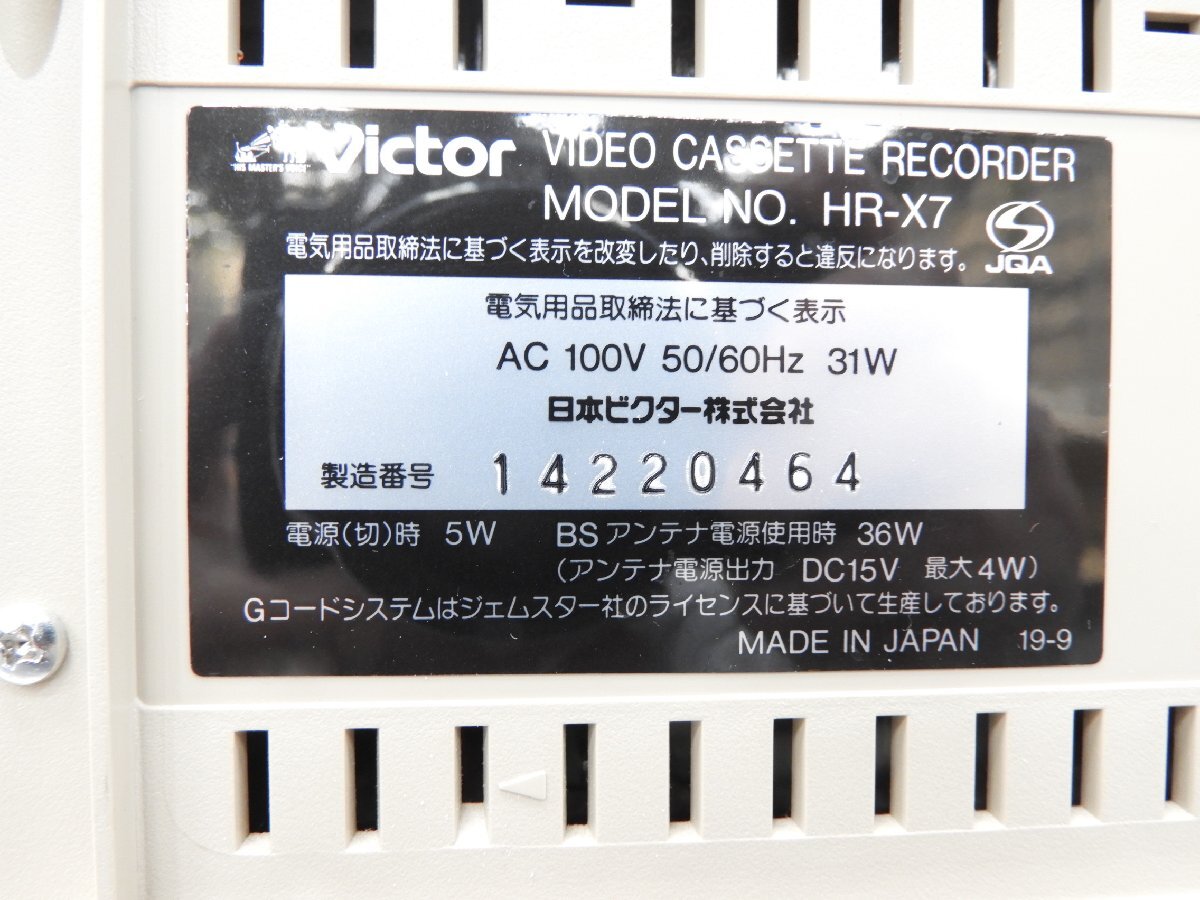 "HIS MASTER'S VOICE"
Victor VIDEO CASSETTE RECORDER
MODEL NO. HR-X7
電気用品取締法に基づく表示を改変したり、削除すると違反になります。
JQA
電気用品取締法に基づく表示
AC 100V 50/60Hz 31W
日本ビクター株式会社
製造番号 14220464
電源(切)時 5W BSアンテナ電源使用時 36W
(アンテナ電源出力 DC15V 最大4W)
Gコードシステムはジェムスター社のライセンスに基づいて生産しております。
MADE IN JAPAN 19-9